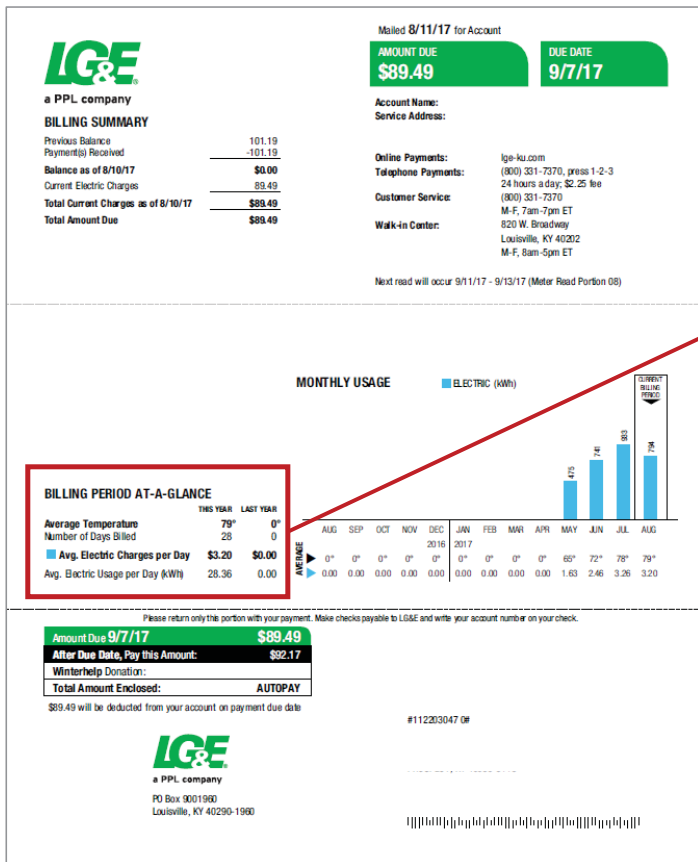 LG&E
a PPL company
BILLING SUMMARY
Previous Balance 101.19
Payment(s) Received -101.19
Balance as of 8/10/17 $0.00
Current Electric Charges 89.49
Total Current Charges as of 8/10/17 $89.49
Total Amount Due $89.49
Mailed 8/11/17 for Account
AMOUNT DUE
$89.49
DUE DATE
9/7/17
Account Name:
Service Address:
Online Payments: lge-ku.com
Telephone Payments: (800) 331-7370, press 1-2-3
24 hours a day; $2.25 fee
Customer Service: (800) 331-7370
M-F, 7am-7pm ET
Walk-in Center: 820 W. Broadway
Louisville, KY 40202
M-F, 8am-5pm ET
Next read will occur 9/11/17 - 9/13/17 (Meter Read Portion 08)
MONTHLY USAGE
ELECTRIC (kWh)
CURRENT
BILLING
PERIOD
475 741 983 794
AUG SEP OCT NOV DEC JAN FEB MAR APR MAY JUN JUL AUG
2016 2017
AVERAGE
0° 0° 0° 0° 0° 0° 0° 0° 0° 65° 72° 78° 79°
0.00 0.00 0.00 0.00 0.00 0.00 0.00 0.00 0.00 1.63 2.46 3.26 3.20
BILLING PERIOD AT-A-GLANCE
THIS YEAR LAST YEAR
Average Temperature 79° 0°
Number of Days Billed 28 0
Avg. Electric Charges per Day $3.20 $0.00
Avg. Electric Usage per Day (kWh) 28.36 0.00
Please return only this portion with your payment. Make checks payable to LG&E and write your account number on your check.
Amount Due 9/7/17 $89.49
After Due Date, Pay this Amount: $92.17
Winterhelp Donation:
Total Amount Enclosed: AUTOPAY
$89.49 will be deducted from your account on payment due date
#112203047 0#
LG&E
a PPL company
PO Box 9001960
Louisville, KY 40290-1960